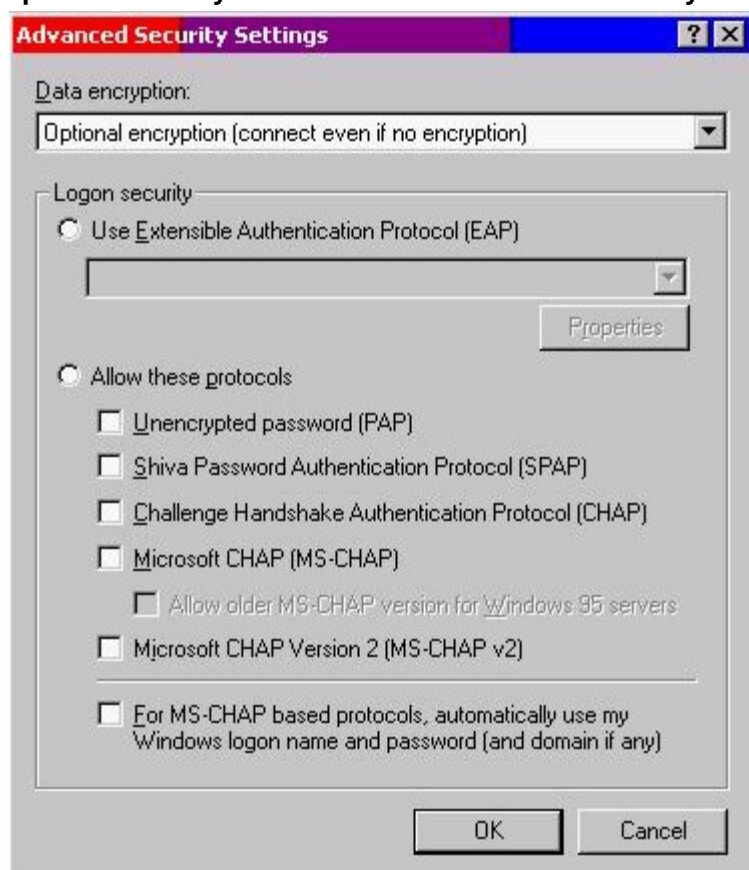 Advanced Security Settings
Data encryption:
Optional encryption (connect even if no encryption)
Logon security
Use Extensible Authentication Protocol (EAP)
Properties
Allow these protocols
Unencrypted password (PAP)
Shiva Password Authentication Protocol (SPAP)
Challenge Handshake Authentication Protocol (CHAP)
Microsoft CHAP (MS-CHAP)
Allow older MS-CHAP version for Windows 95 servers
Microsoft CHAP Version 2 (MS-CHAP v2)
For MS-CHAP based protocols, automatically use my
Windows logon name and password (and domain if any)
OK Cancel